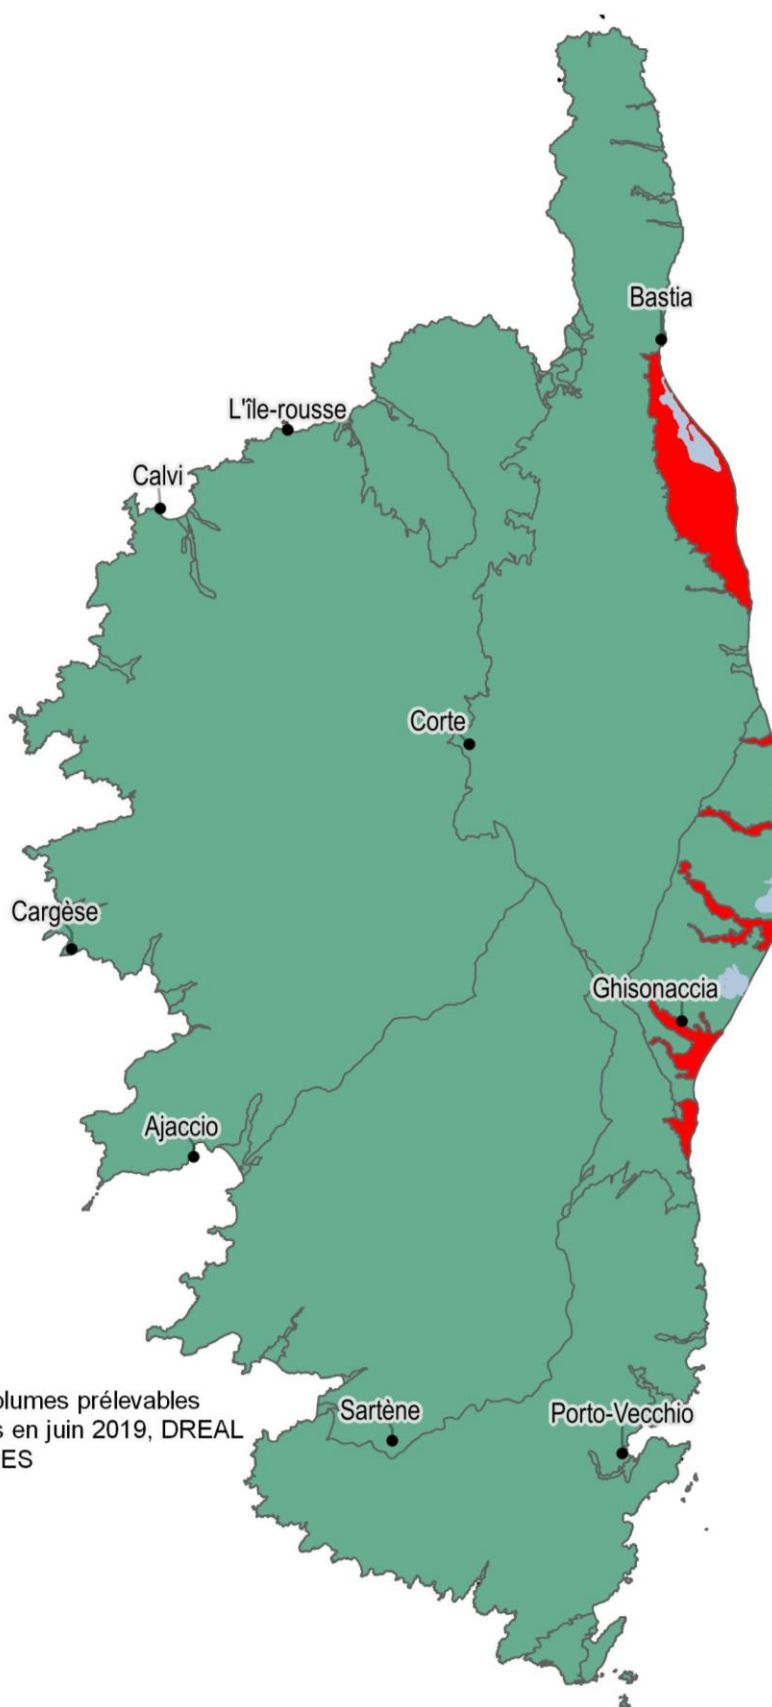 Bastia
L'île-rousse
Calvi
Corte
Cargèse
Ghisonaccia
Ajaccio
Sartène
Porto-Vecchio
olumes prélevables
s en juin 2019, DREAL
ES